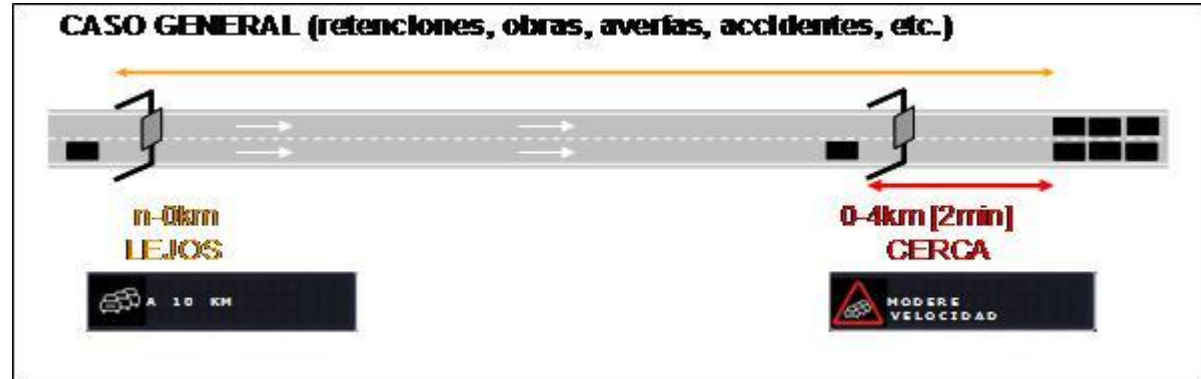 CASO GENERAL (retenciones, obras, averías, accidentes, etc.)
n-0km
LEJOS
A 10 KM
0-4km [2min]
CERCA
MODERE
VELOCIDAD